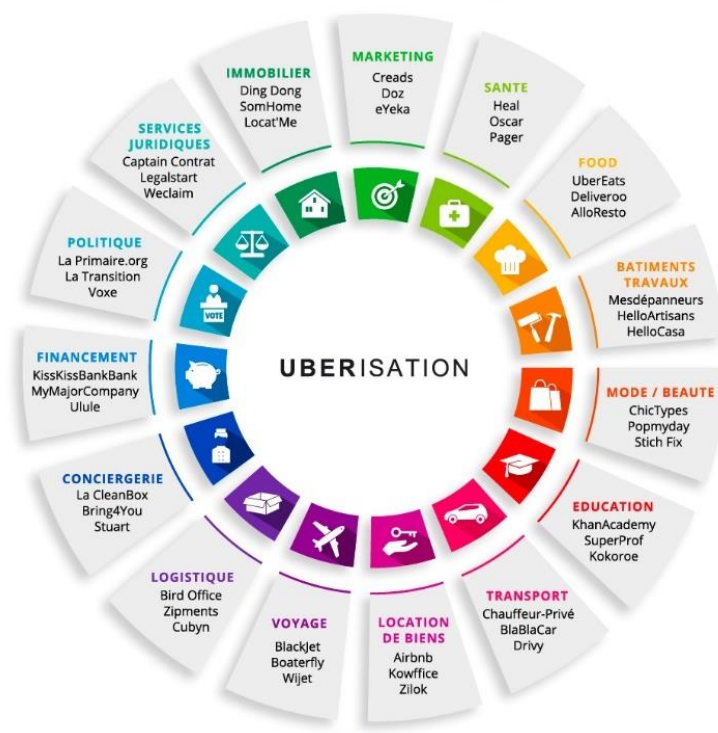 MARKETING
Creads
Doz
eYeka
SANTE
Heal
Oscar
Pager
FOOD
UberEats
Deliveroo
AlloResto
BATIMENTS
TRAVAUX
Mesdépanneurs
HelloArtisans
HelloCasa
MODE / BEAUTE
ChicTypes
Popmyday
Stich Fix
EDUCATION
KhanAcademy
SuperProf
Kokoroe
TRANSPORT
Chauffeur-Privé
BlaBlaCar
Drivy
LOCATION
DE BIENS
Airbnb
Kowffice
Zilok
VOYAGE
BlackJet
Boaterfly
Wijet
LOGISTIQUE
Bird Office
Zipments
Cubyn
CONCIERGERIE
La CleanBox
Bring4You
Stuart
FINANCEMENT
KissKissBankBank
MyMajorCompany
Ulule
POLITIQUE
La Primaire.org
La Transition
Voxe
SERVICES
JURIDIQUES
Captain Contrat
Legalstart
Weclaim
IMMOBILIER
Ding Dong
SomHome
Locat'Me
VOTE
UBERISATION